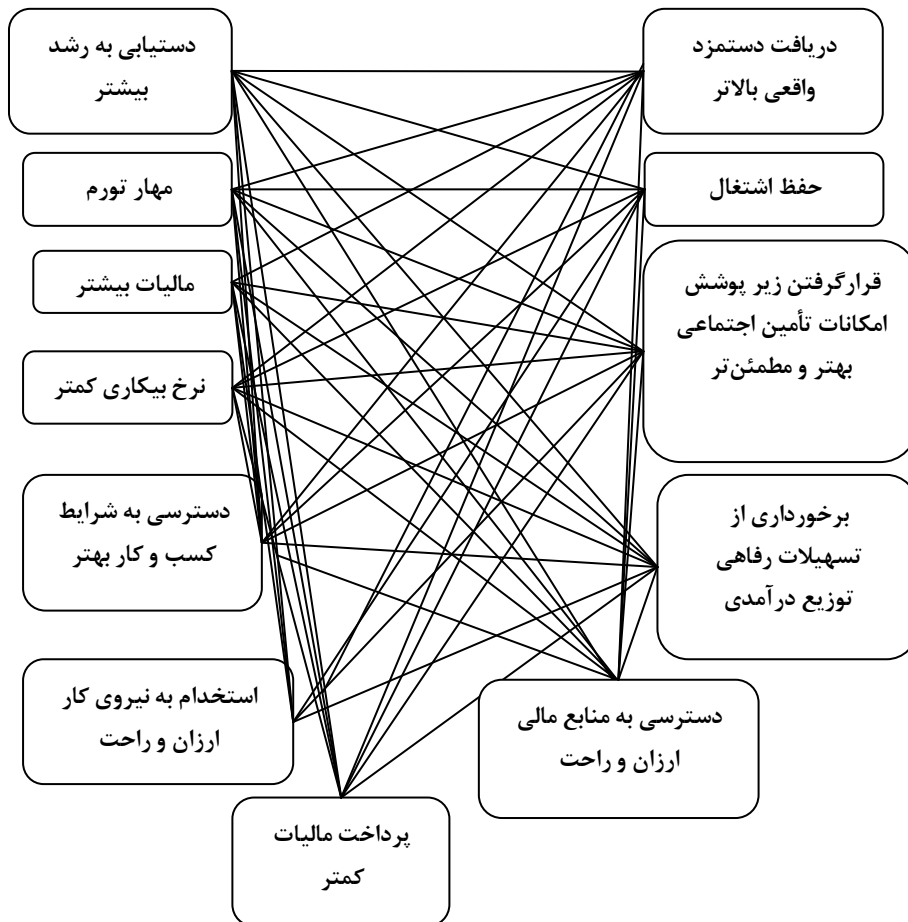 دریافت دستمزد
واقعی بالاتر
حفظ اشتغال
قرارگرفتن زیر پوشش
امکانات تأمین اجتماعی
بهتر و مطمئن‌تر
برخورداری از
تسهیلات رفاهی
توزیع درآمدی
دسترسی به منابع مالی
ارزان و راحت
دستیابی به رشد
بیشتر
مهار تورم
مالیات بیشتر
نرخ بیکاری کمتر
دسترسی به شرایط
کسب و کار بهتر
استخدام به نیروی کار
ارزان و راحت
پرداخت مالیات
کمتر